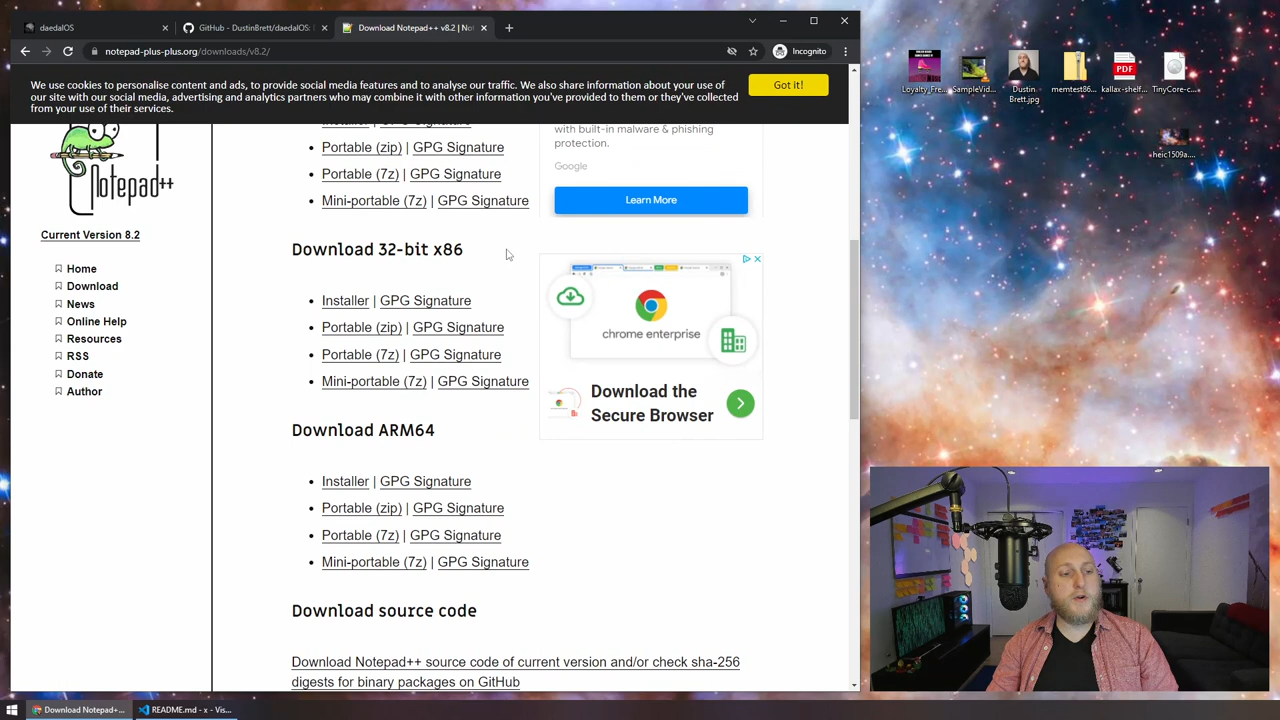 daedalOS
GitHub - DustinBrett/daedalOS:
Download Notepad++ v8.2 | Not
notepad-plus-plus.org/downloads/v8.2/
Incognito
We use cookies to personalise content and ads, to provide social media features and to analyse our traffic. We also share information about your use of
our site with our social media, advertising and analytics partners who may combine it with other information you've provided to them or they've collected
from your use of their services.
Got it!
Notepad++
Current Version 8.2
Home
Download
News
Online Help
Resources
RSS
Donate
Author
Installer | GPG Signature
Portable (zip) | GPG Signature
Portable (7z) | GPG Signature
Mini-portable (7z) | GPG Signature
Download 32-bit x86
Installer | GPG Signature
Portable (zip) | GPG Signature
Portable (7z) | GPG Signature
Mini-portable (7z) | GPG Signature
Download ARM64
Installer | GPG Signature
Portable (zip) | GPG Signature
Portable (7z) | GPG Signature
Mini-portable (7z) | GPG Signature
Download source code
Download Notepad++ source code of current version and/or check sha-256
digests for binary packages on GitHub
with built-in malware & phishing
protection.
Google
Learn More
chrome enterprise
Download the
Secure Browser
Loyalty_Fre...
SampleVid...
Dustin
Brett.jpg
memtest86...
PDF
kallax-shelf...
TinyCore-c...
heic1509a....
Download Notepad+...
README.md - x - Vis...